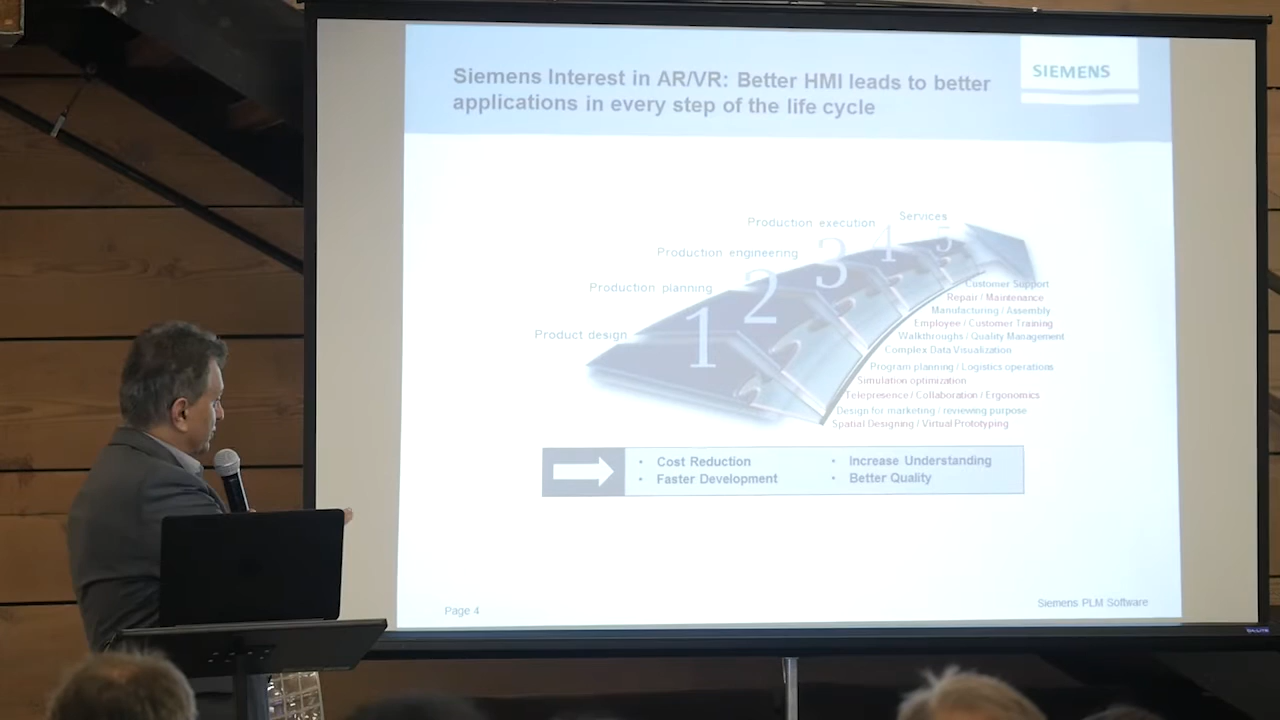 Siemens Interest in AR/VR: Better HMI leads to better
applications in every step of the life cycle
SIEMENS
Services
Production execution
Production engineering
Production planning
Product design
1
2
3
4
5
Customer Support
Repair / Maintenance
Manufacturing / Assembly
Employee / Customer Training
Walkthroughs / Quality Management
Complex Data Visualization
Program planning / Logistics operations
Simulation optimization
Telepresence / Collaboration / Ergonomics
Design for marketing / reviewing purpose
Spatial Designing / Virtual Prototyping
• Cost Reduction
• Faster Development
• Increase Understanding
• Better Quality
Page 4
Siemens PLM Software